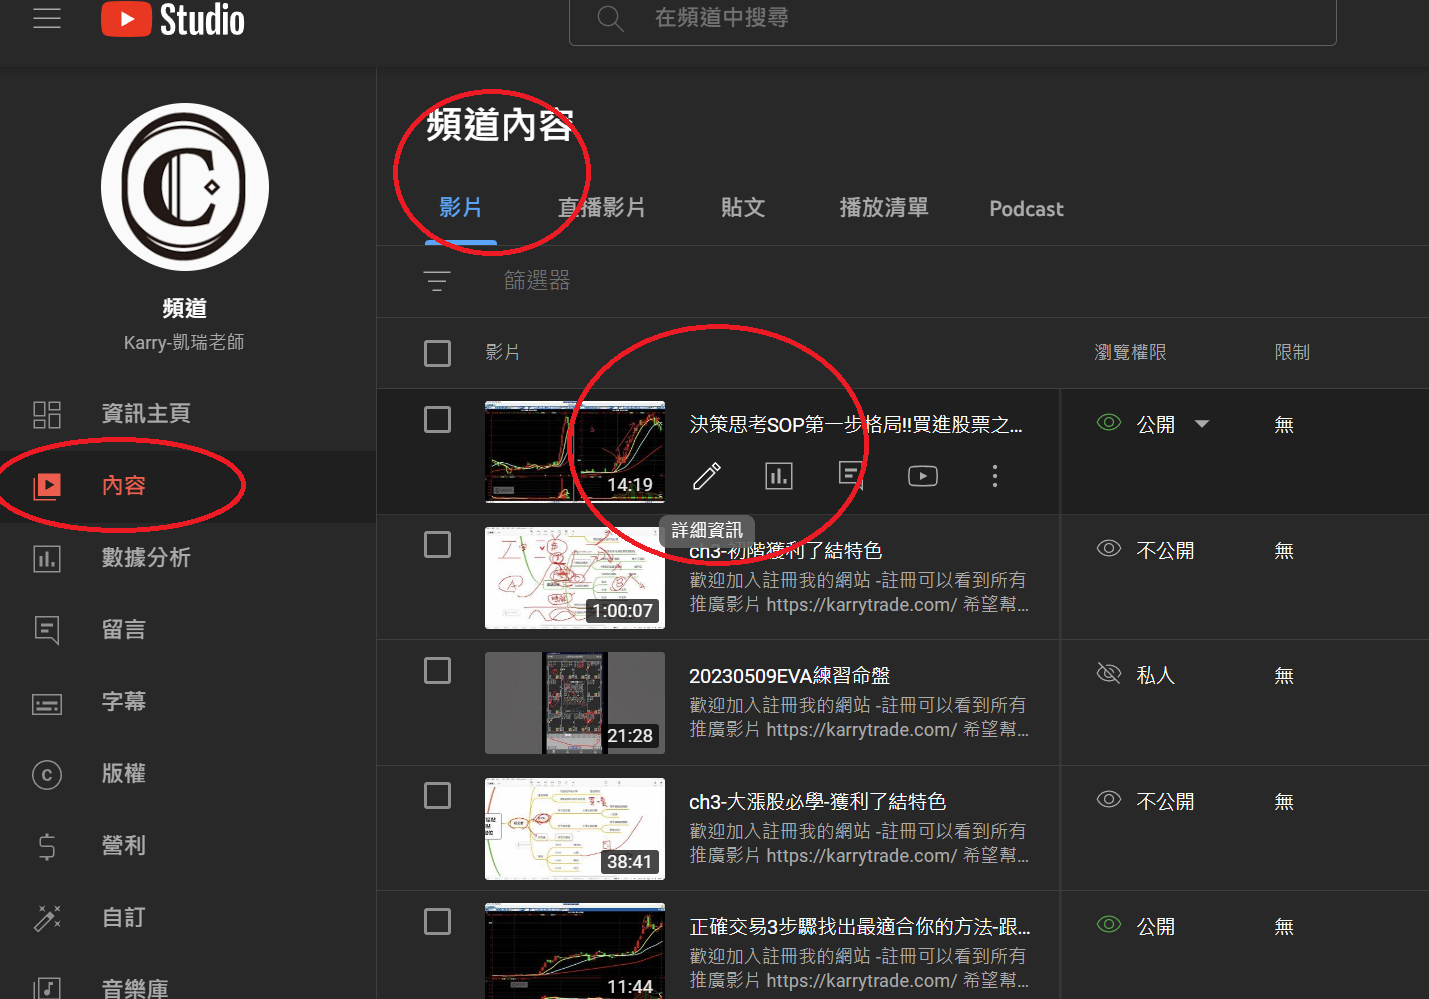 Studio
在頻道中搜尋
頻道
Karry-凱瑞老師
資訊主頁
內容
數據分析
留言
字幕
版權
營利
自訂
音樂庫
頻道內容
影片
直播影片
貼文
播放清單
Podcast
篩選器
影片
瀏覽權限
限制
14:19
決策思考SOP第一步格局!!買進股票之...
公開
無
詳細資訊
1:00:07
ch3-初階獲利了結特色
歡迎加入註冊我的網站 -註冊可以看到所有
推廣影片 https://karrytrade.com/ 希望幫...
不公開
無
21:28
20230509EVA練習命盤
歡迎加入註冊我的網站 -註冊可以看到所有
推廣影片 https://karrytrade.com/ 希望幫...
私人
無
38:41
ch3-大漲股必學-獲利了結特色
歡迎加入註冊我的網站 -註冊可以看到所有
推廣影片 https://karrytrade.com/ 希望幫...
不公開
無
11:44
正確交易3步驟找出最適合你的方法-跟...
歡迎加入註冊我的網站 -註冊可以看到所有
推廣影片 https://karrytrade.com/ 希望幫...
公開
無